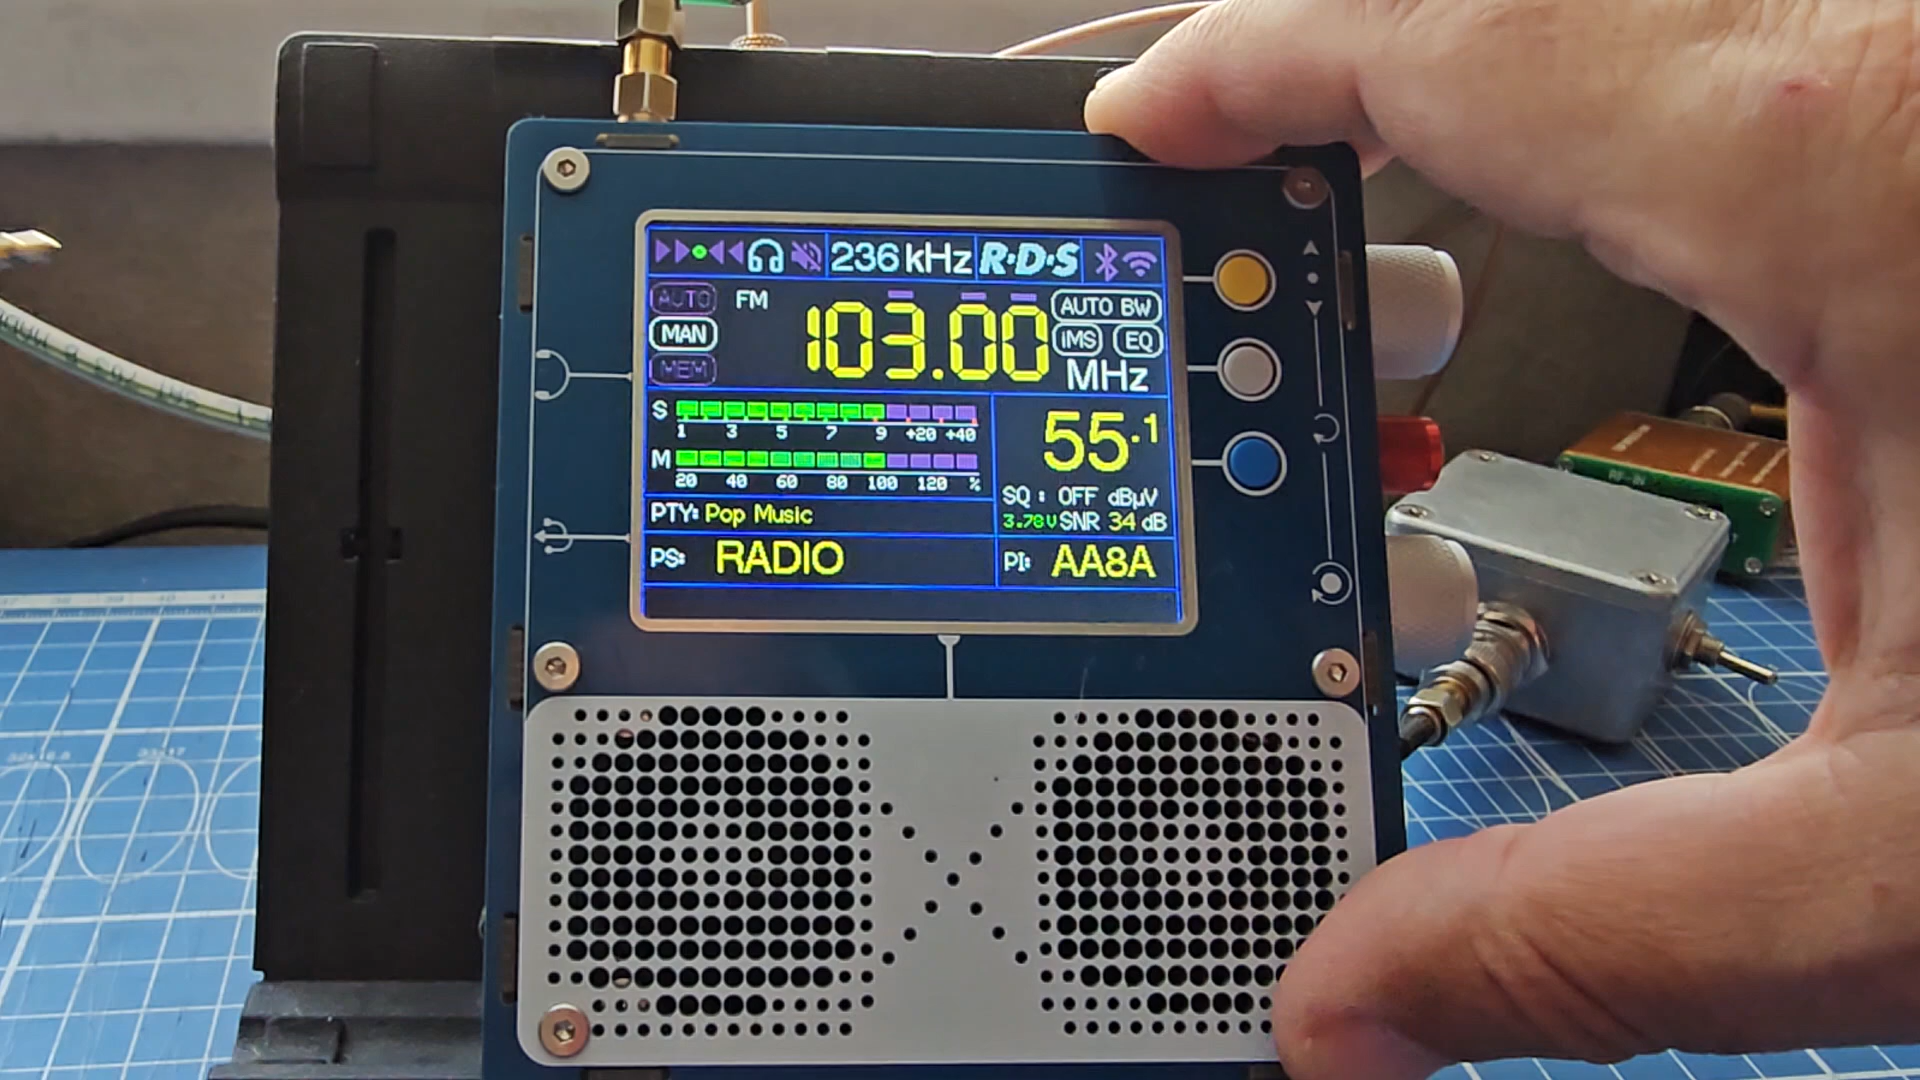 236 kHz R·D·S
AUTO FM 103.00 AUTO BW
MAN iMS EQ
MEM MHz
S
1 3 5 7 9 +20 +40
55.1
M
20 40 60 80 100 120 %
SQ : OFF dBµV
PTY: Pop Music
3.78V SNR 34 dB
PS: RADIO
PI: AA8A
RF-IN